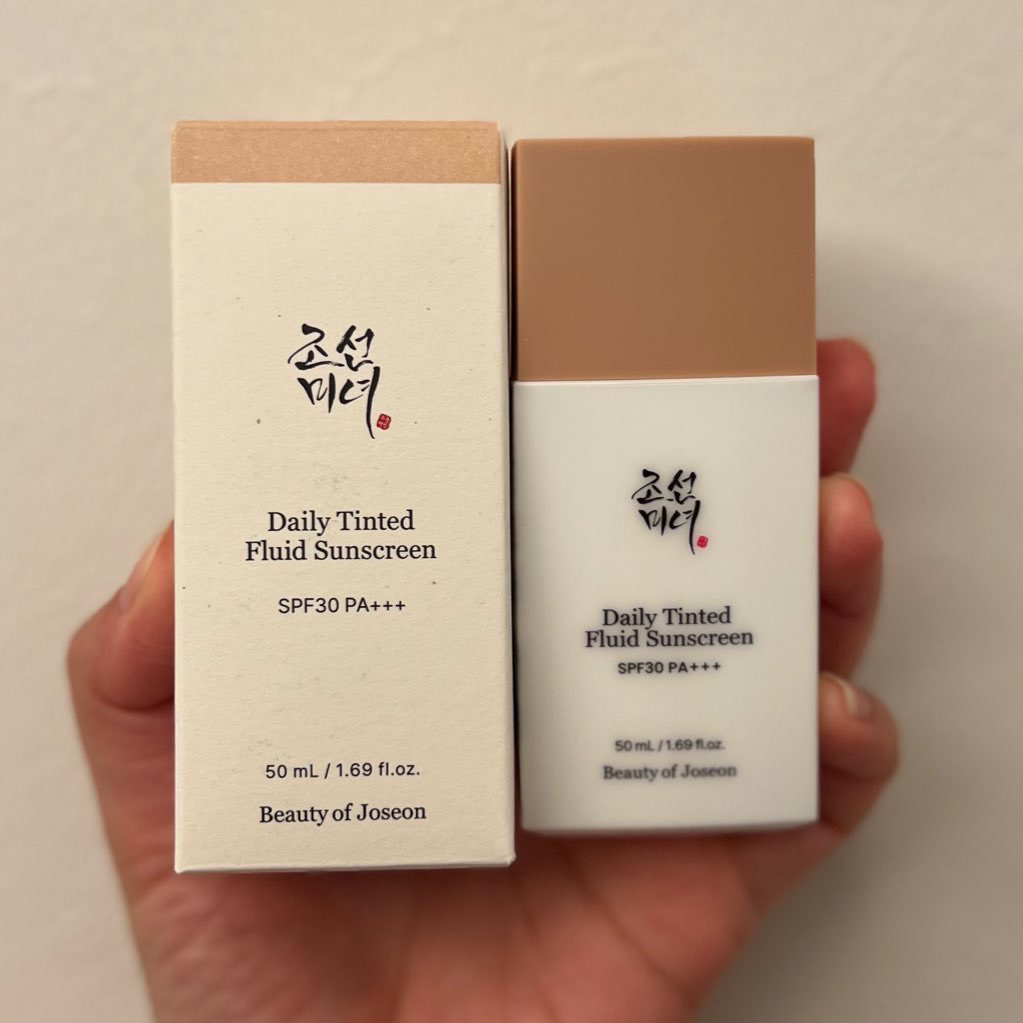 조선
미녀
Daily Tinted
Fluid Sunscreen
SPF30 PA+++
50 mL / 1.69 fl.oz.
Beauty of Joseon
조선
미녀
Daily Tinted
Fluid Sunscreen
SPF30 PA+++
50 mL / 1.69 fl.oz.
Beauty of Joseon